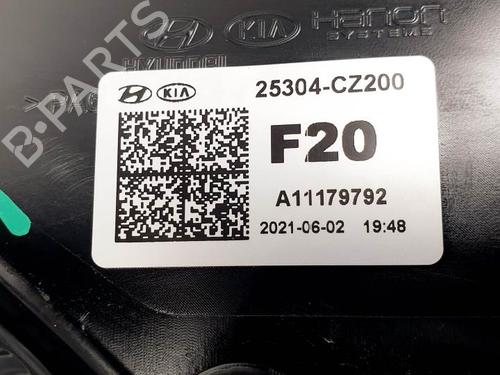 HYUNDAI KIA HANON
SYSTEMS
HYUNDAI
B-PARTS
KIA 25304-CZ200
F20
A11179792
2021-06-02 19:48